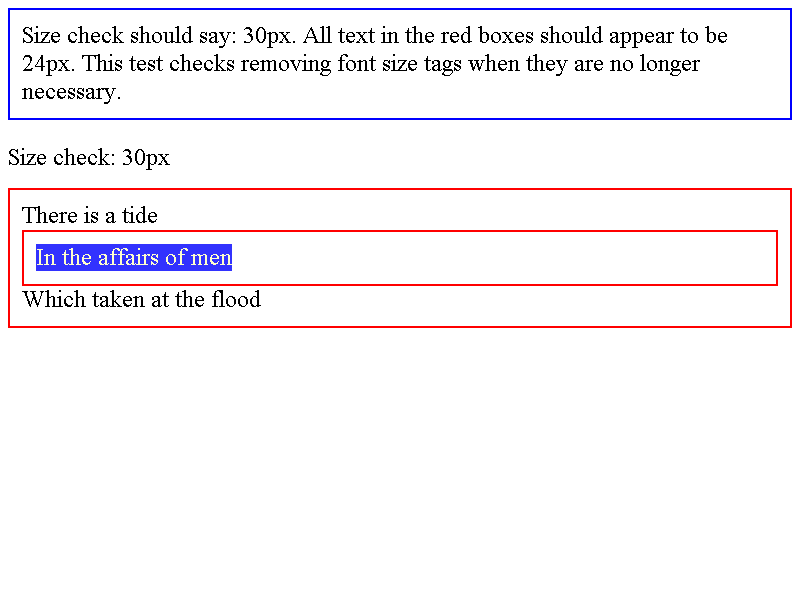 Size check should say: 30px. All text in the red boxes should appear to be
24px. This test checks removing font size tags when they are no longer
necessary.
Size check: 30px
There is a tide
In the affairs of men
Which taken at the flood